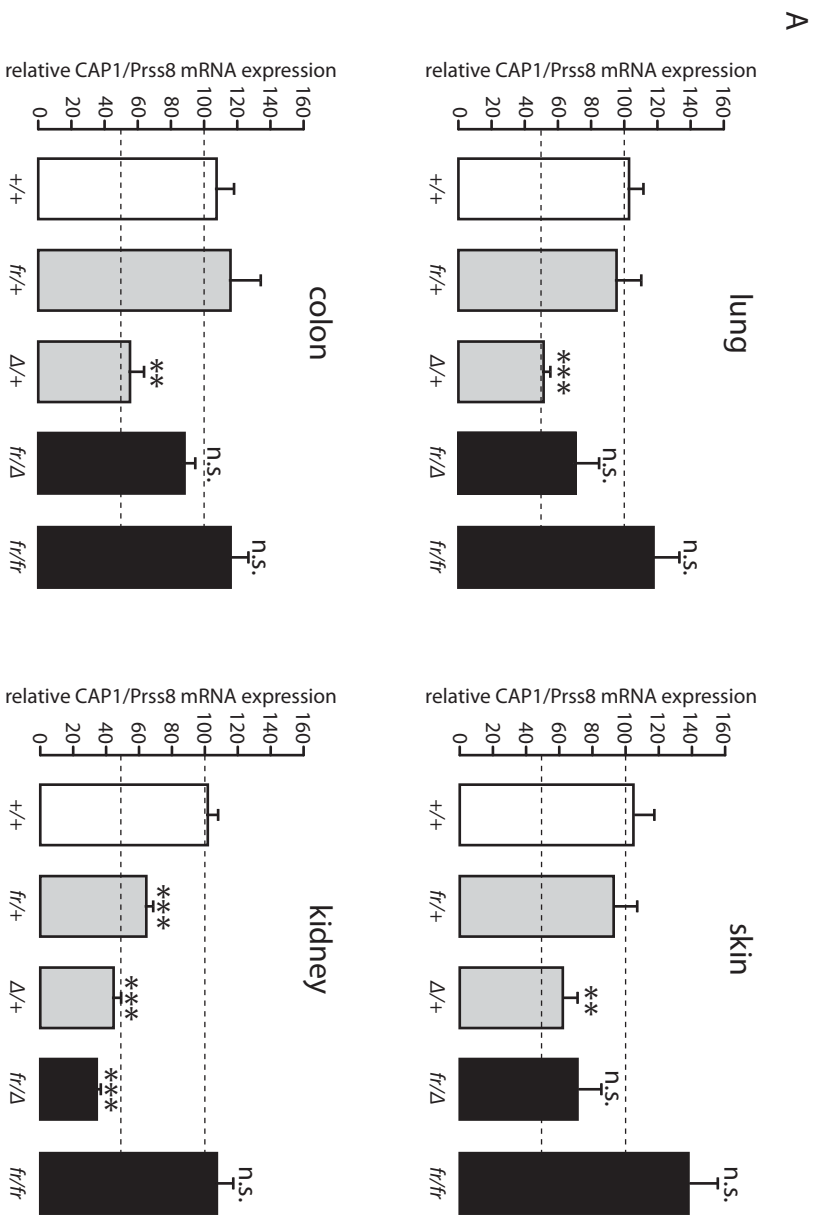 A
lung
relative CAP1/Prss8 mRNA expression
160
140
120
100
80
60
40
20
0
***
n.s.
n.s.
+/+
fr/+
Δ/+
fr/Δ
fr/fr
skin
relative CAP1/Prss8 mRNA expression
160
140
120
100
80
60
40
20
0
**
n.s.
n.s.
+/+
fr/+
Δ/+
fr/Δ
fr/fr
colon
relative CAP1/Prss8 mRNA expression
160
140
120
100
80
60
40
20
0
**
n.s.
n.s.
+/+
fr/+
Δ/+
fr/Δ
fr/fr
kidney
relative CAP1/Prss8 mRNA expression
160
140
120
100
80
60
40
20
0
***
***
***
n.s.
+/+
fr/+
Δ/+
fr/Δ
fr/fr